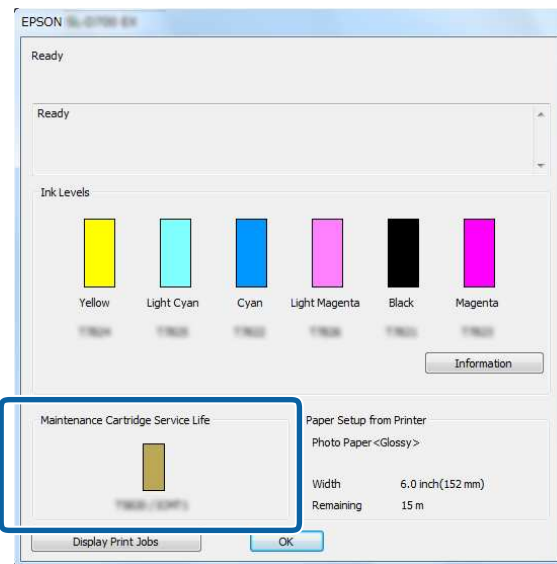 EPSON
Ready
Ready
Ink Levels
Yellow Light Cyan Cyan Light Magenta Black Magenta
Information
Maintenance Cartridge Service Life
Paper Setup from Printer
Photo Paper<Glossy>
Width 6.0 inch(152 mm)
Remaining 15 m
Display Print Jobs OK